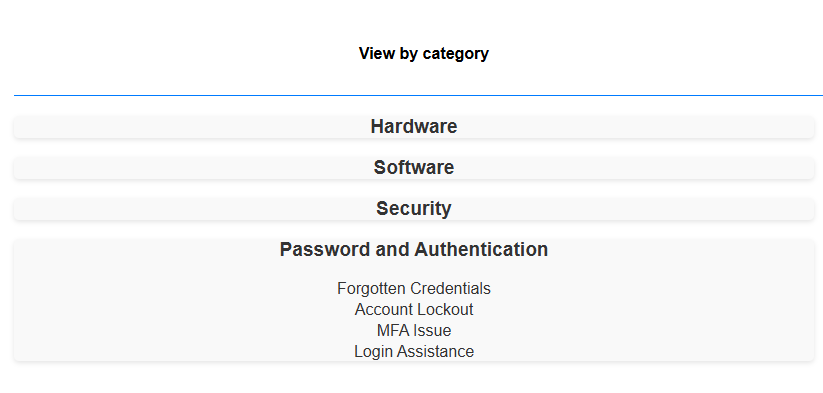 View by category
Hardware
Software
Security
Password and Authentication
Forgotten Credentials
Account Lockout
MFA Issue
Login Assistance